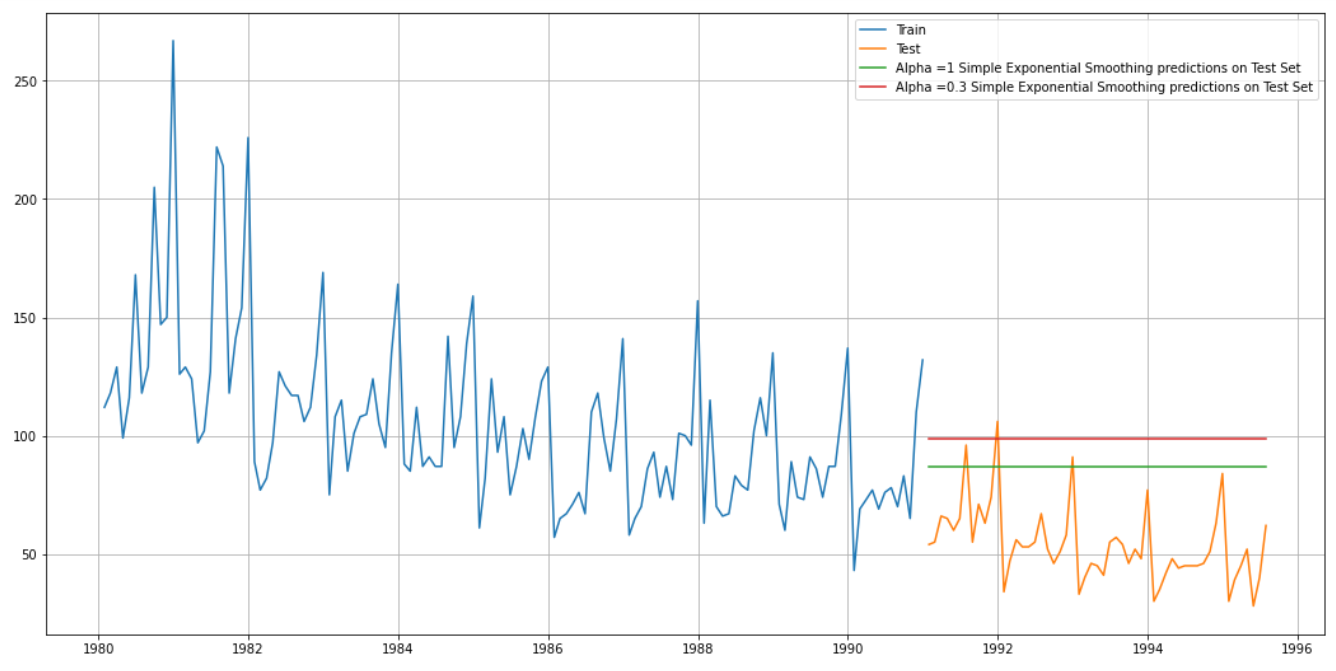 Train
Test
Alpha =1 Simple Exponential Smoothing predictions on Test Set
Alpha =0.3 Simple Exponential Smoothing predictions on Test Set
250
200
150
100
50
1980 1982 1984 1986 1988 1990 1992 1994 1996